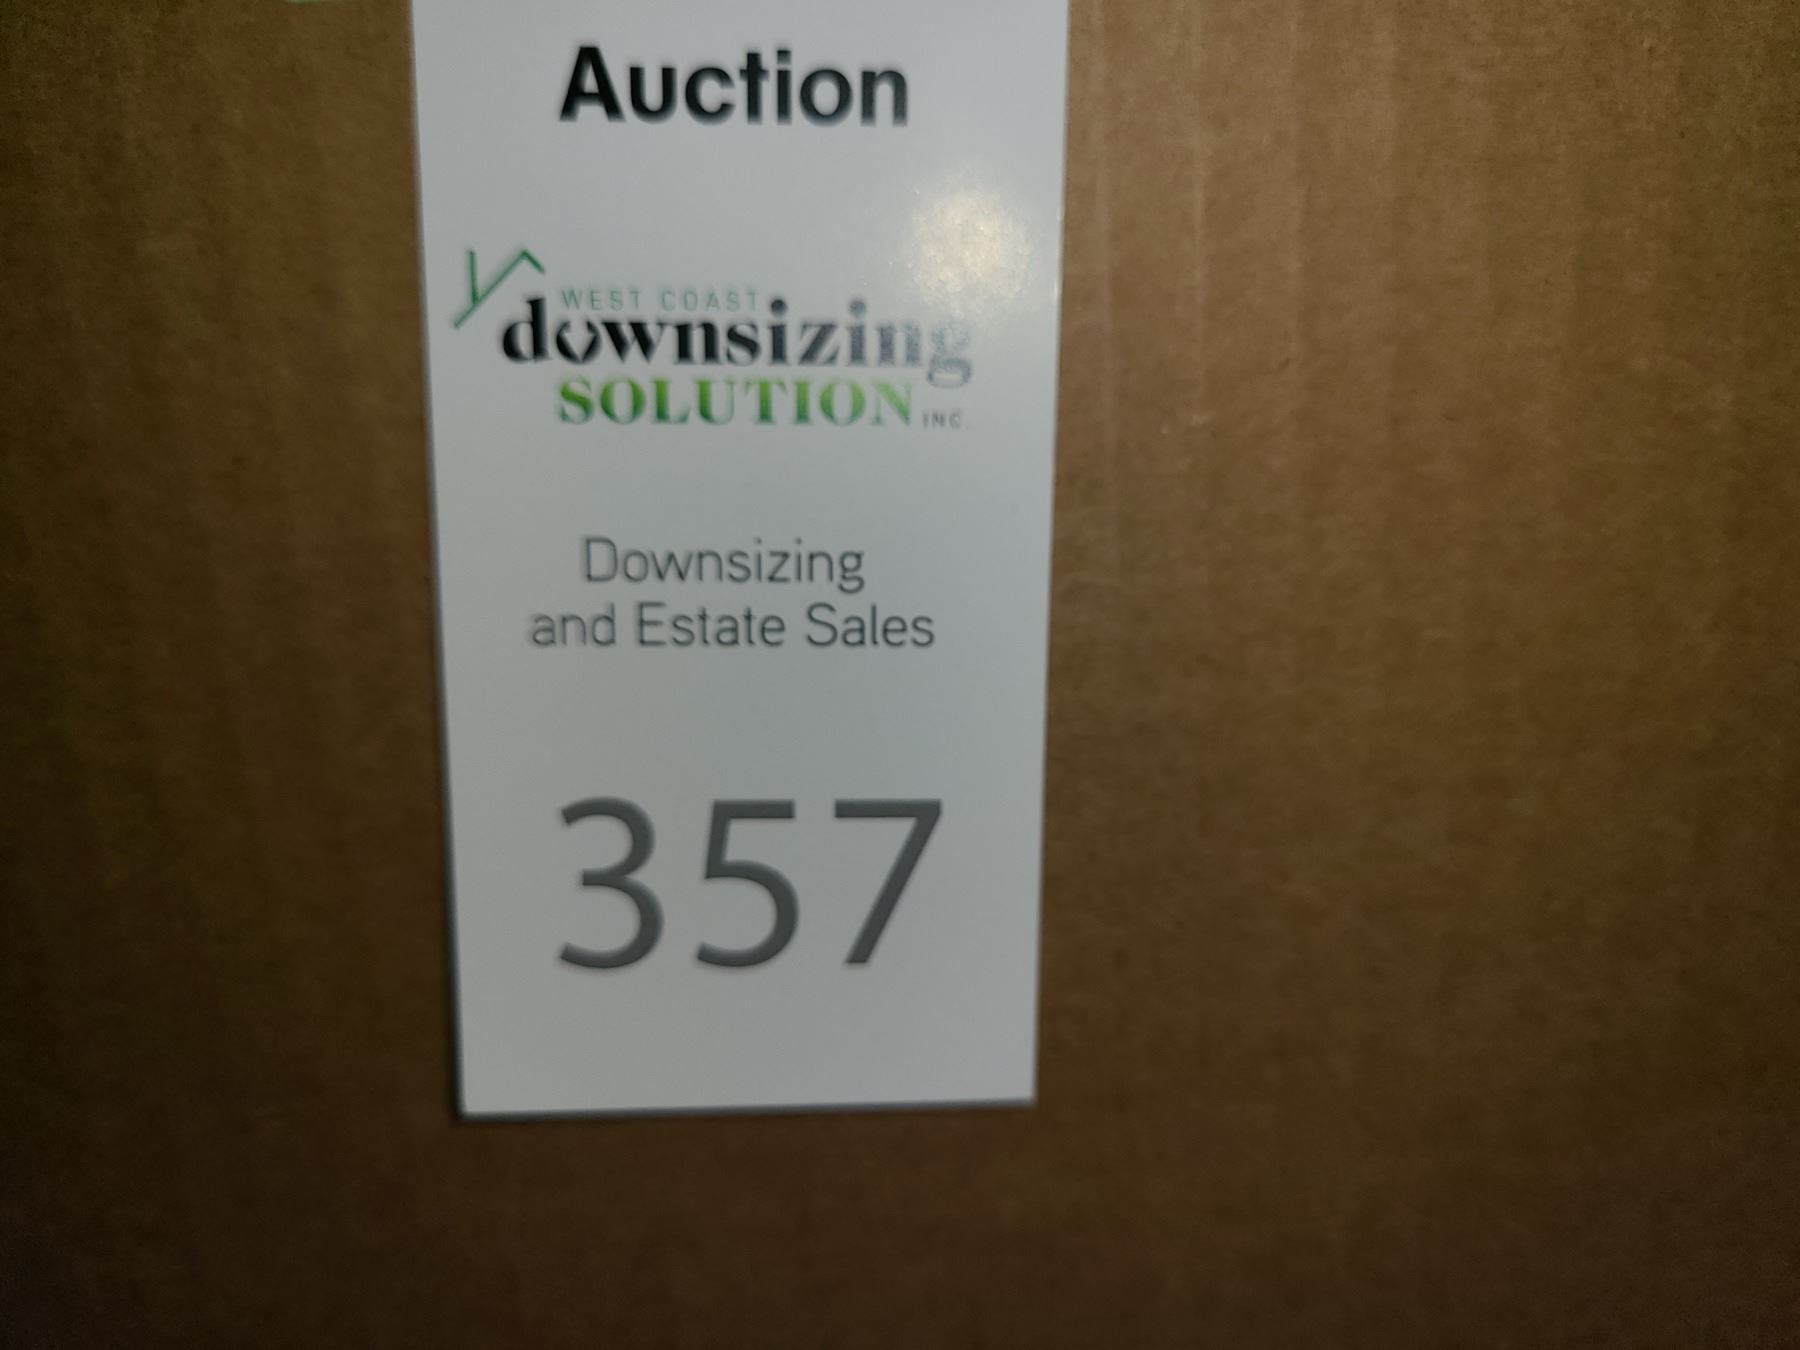 Auction
WEST COAST
downsizing
SOLUTION INC.
Downsizing
and Estate Sales
357